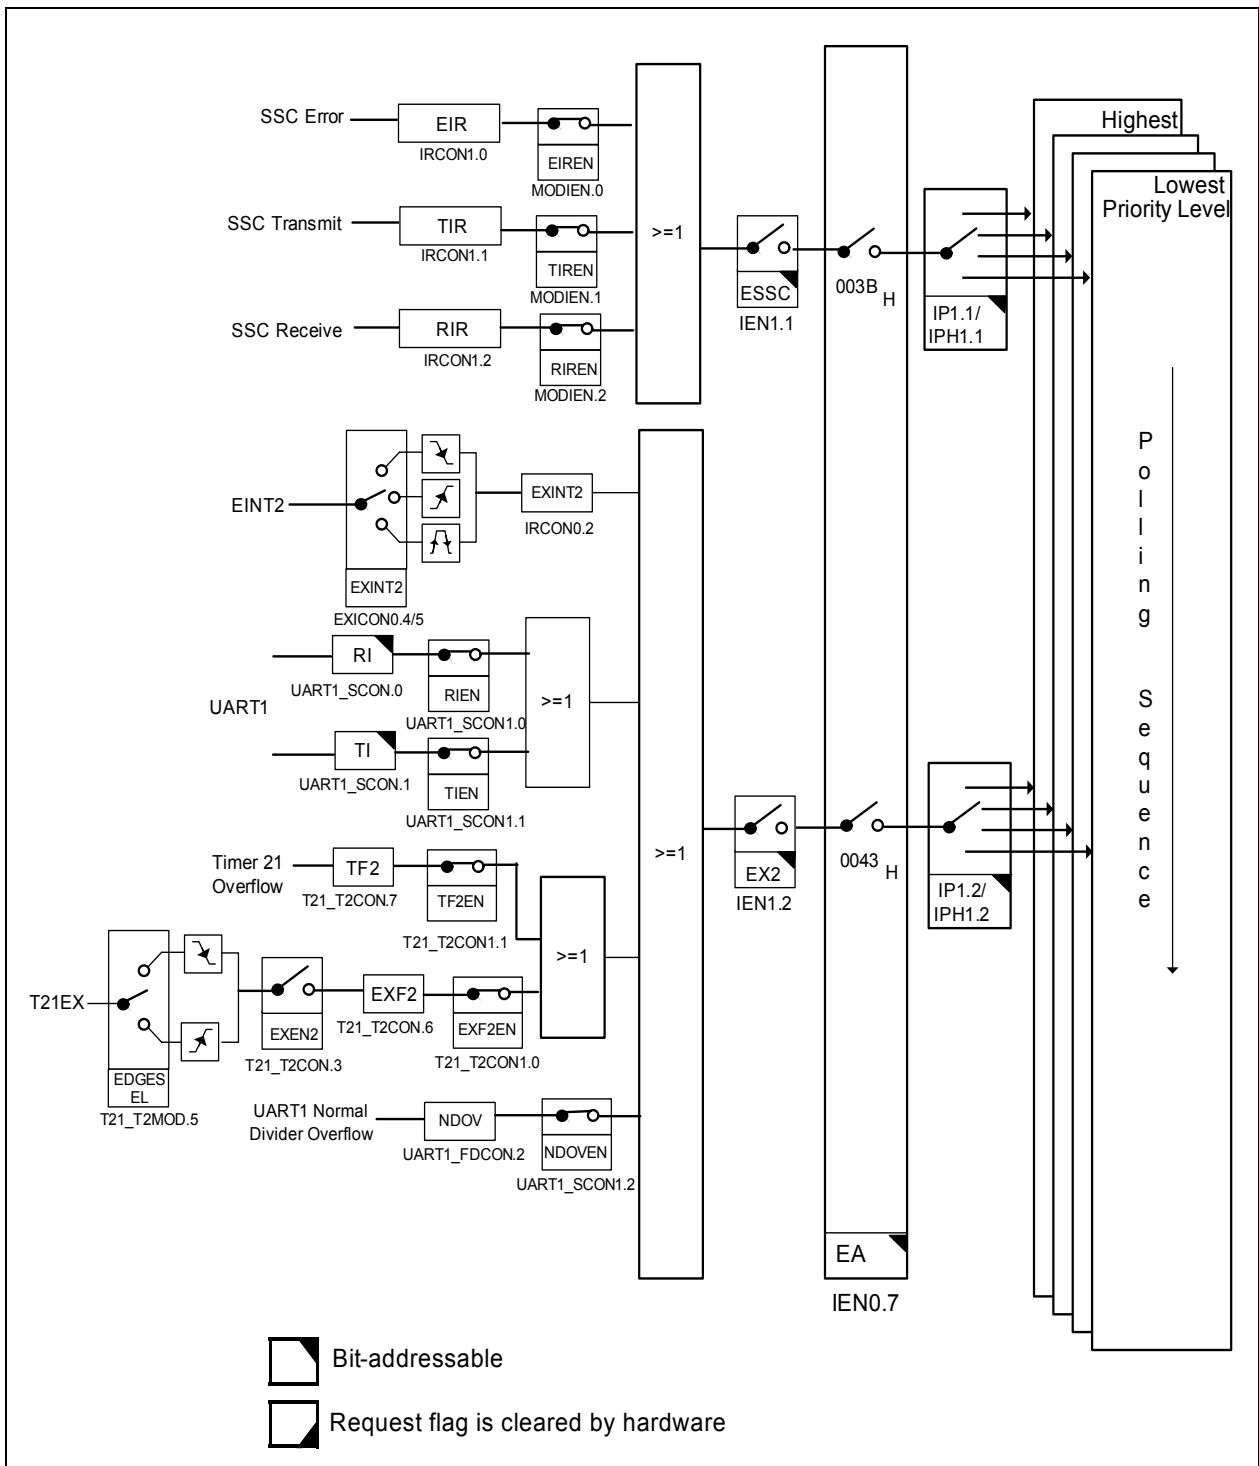 Highest
Lowest
Priority Level
SSC Error
EIR
IRCON1.0
EIREN
MODIEN.0
SSC Transmit
TIR
IRCON1.1
TIREN
MODIEN.1
SSC Receive
RIR
IRCON1.2
RIREN
MODIEN.2
>=1
ESSC
IEN1.1
003B H
IP1.1/
IPH1.1
EINT2
EXINT2
EXICON0.4/5
EXINT2
IRCON0.2
UART1
RI
UART1_SCON.0
RIEN
UART1_SCON1.0
TI
UART1_SCON.1
TIEN
UART1_SCON1.1
>=1
Timer 21
Overflow
TF2
T21_T2CON.7
TF2EN
T21_T2CON1.1
T21EX
EDGES
EL
T21_T2MOD.5
EXEN2
T21_T2CON.3
EXF2
T21_T2CON.6
EXF2EN
T21_T2CON1.0
>=1
UART1 Normal
Divider Overflow
NDOV
UART1_FDCON.2
NDOVEN
UART1_SCON1.2
>=1
EX2
IEN1.2
0043 H
IP1.2/
IPH1.2
EA
IEN0.7
Polling Sequence
Bit-addressable
Request flag is cleared by hardware